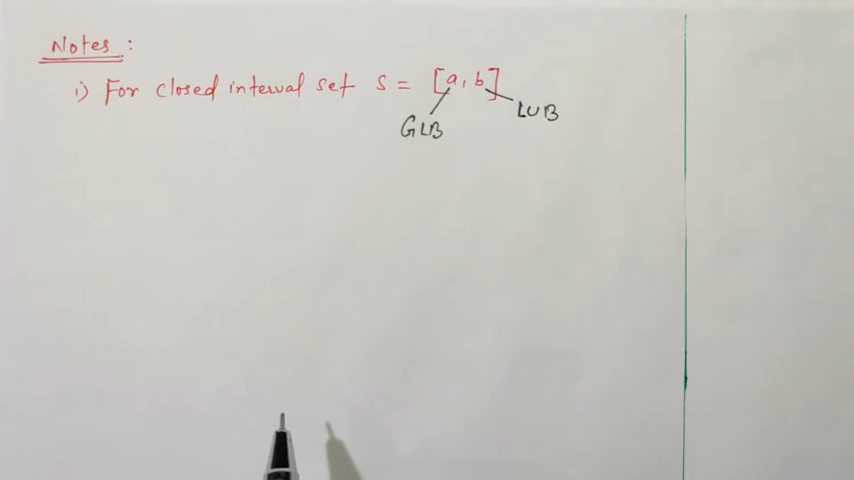 Notes:
i) For closed interval set S = [a, b]
GLB
LUB